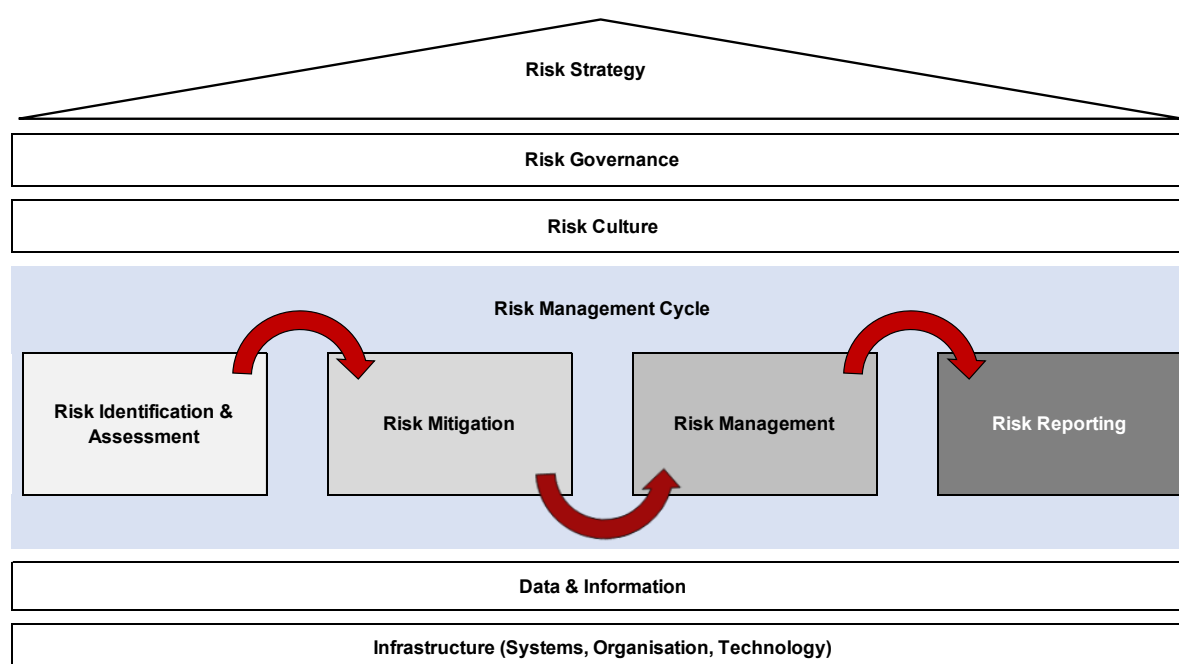 Risk Strategy
Risk Governance
Risk Culture
Risk Management Cycle
Risk Identification &
Assessment
Risk Mitigation
Risk Management
Risk Reporting
Data & Information
Infrastructure (Systems, Organisation, Technology)